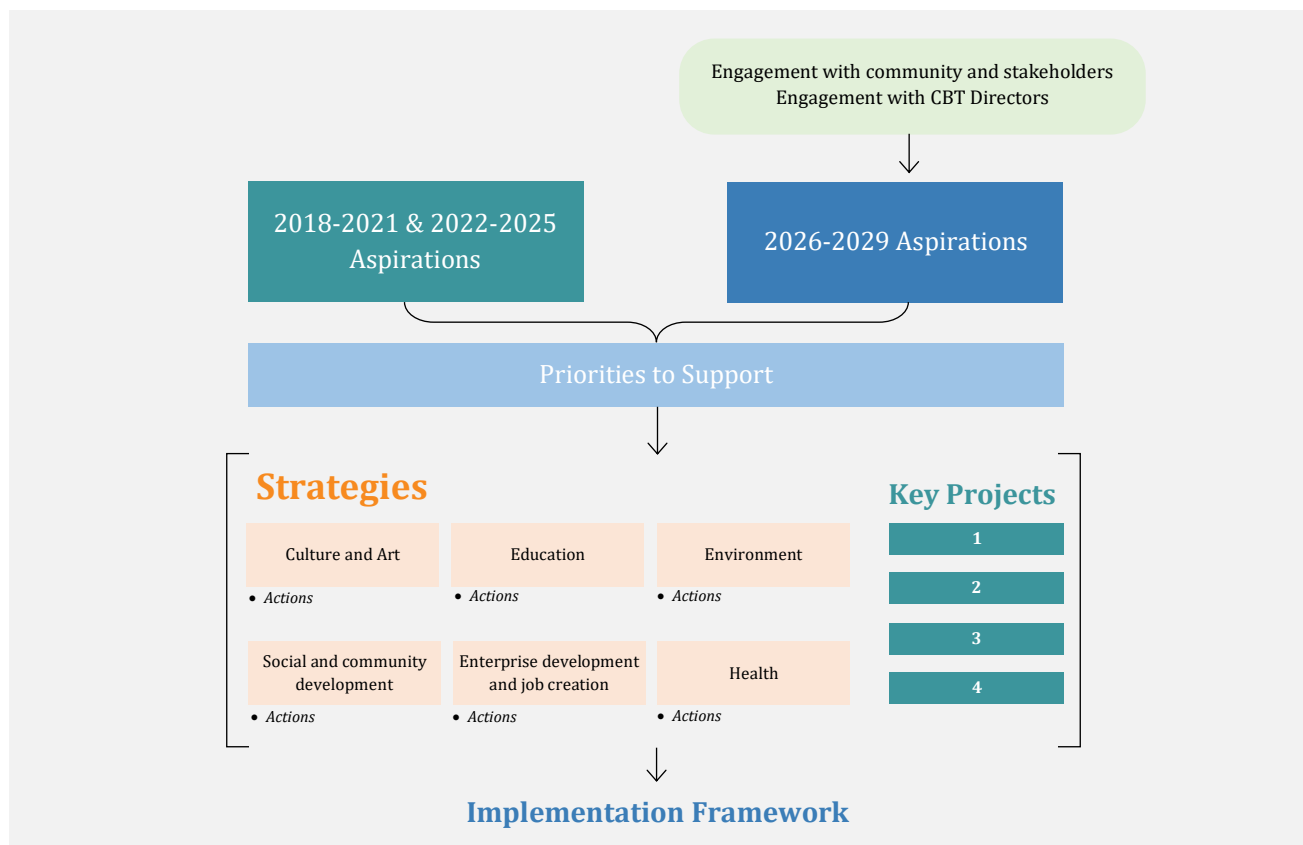 Engagement with community and stakeholders
Engagement with CBT Directors
2018-2021 & 2022-2025
Aspirations
2026-2029 Aspirations
Priorities to Support
Strategies
Key Projects
Culture and Art
• Actions
Education
• Actions
Environment
• Actions
Social and community
development
• Actions
Enterprise development
and job creation
• Actions
Health
• Actions
1
2
3
4
Implementation Framework